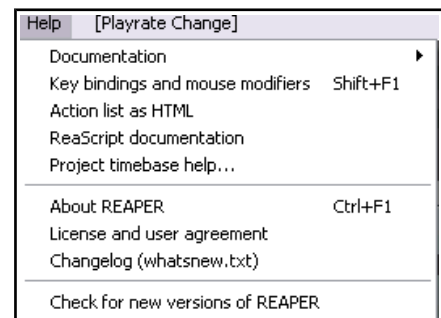 Help [Playrate Change]
Documentation
Key bindings and mouse modifiers Shift+F1
Action list as HTML
ReaScript documentation
Project timebase help...
About REAPER Ctrl+F1
License and user agreement
Changelog (whatsnew.txt)
Check for new versions of REAPER